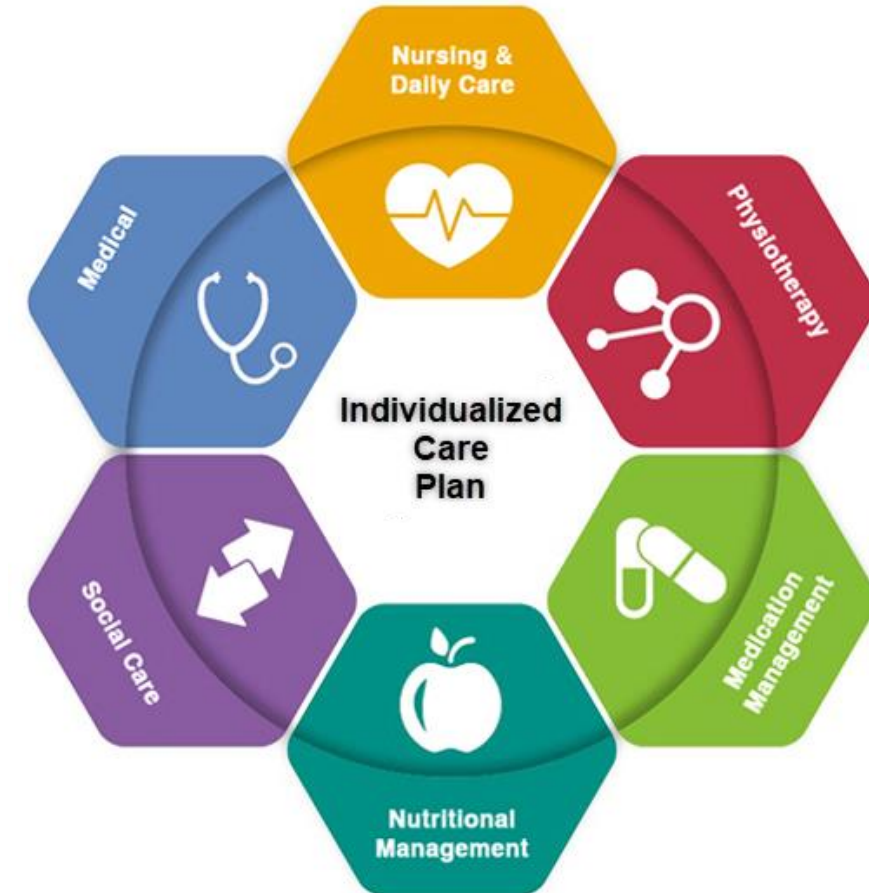 Nursing &
Daily Care
Medical
Physiotherapy
Individualized
Care
Plan
Social Care
Medication
Management
Nutritional
Management